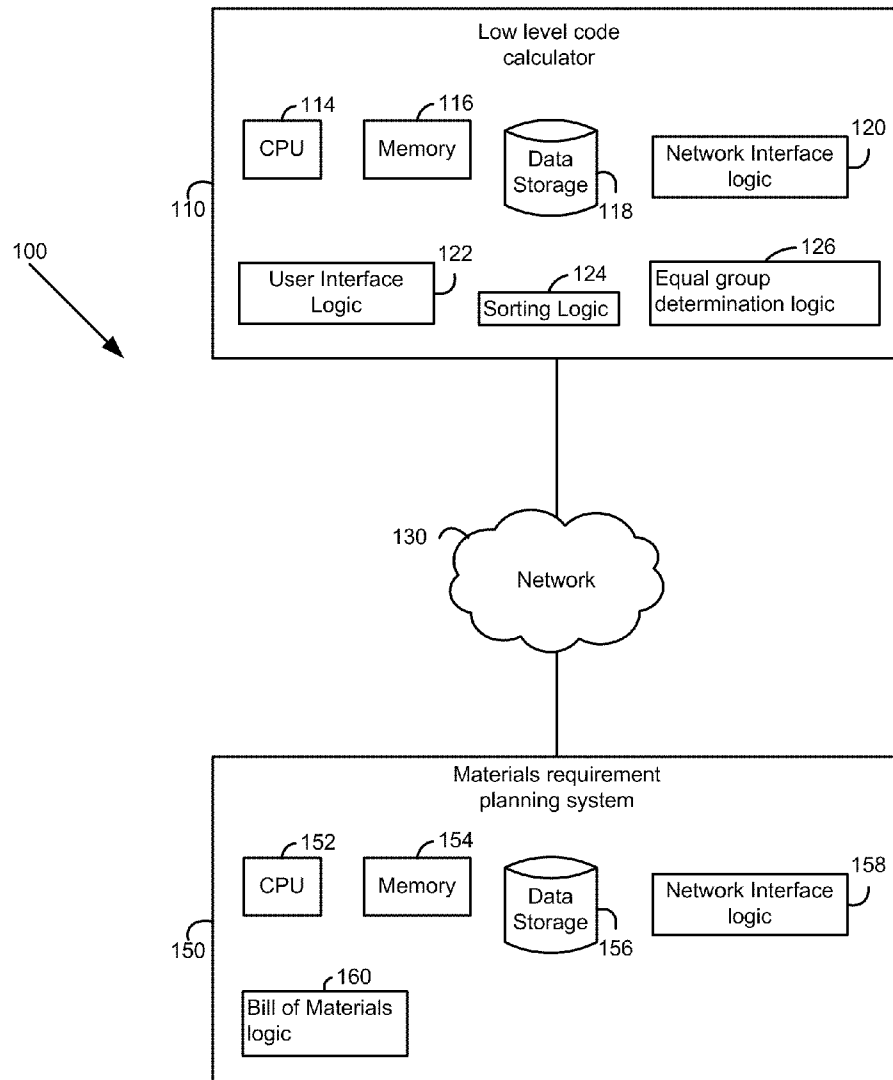 Low level code
calculator
114
116
120
CPU
Memory
Data
Storage
Network Interface
logic
118
110
100
122
124
126
User Interface
Logic
Sorting Logic
Equal group
determination logic
130
Network
Materials requirement
planning system
152
154
158
CPU
Memory
Data
Storage
Network Interface
logic
156
150
160
Bill of Materials
logic